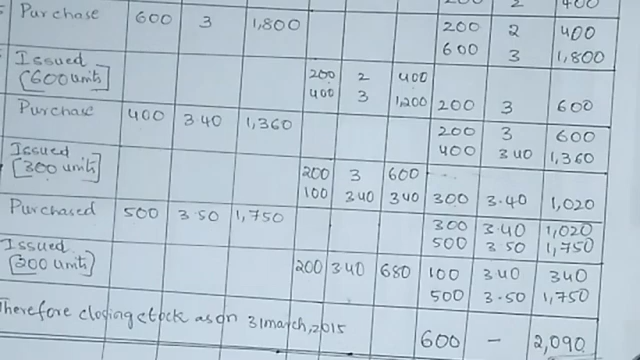 200 2 400
Purchase 600 3 1,800 200 2 400
600 3 1,800
Issued 200 2 400
[600 units] 400 3 1,200 200 3 600
Purchase 400 3.40 1,360 200 3 600
400 3.40 1,360
Issued
[300 units] 200 3 600
100 3.40 340 300 3.40 1,020
Purchased 500 3.50 1,750 300 3.40 1,020
500 3.50 1,750
Issued
[200 units] 200 3.40 680 100 3.40 340
500 3.50 1,750
Therefore closing stock as on 31 march, 2015 600 - 2,090